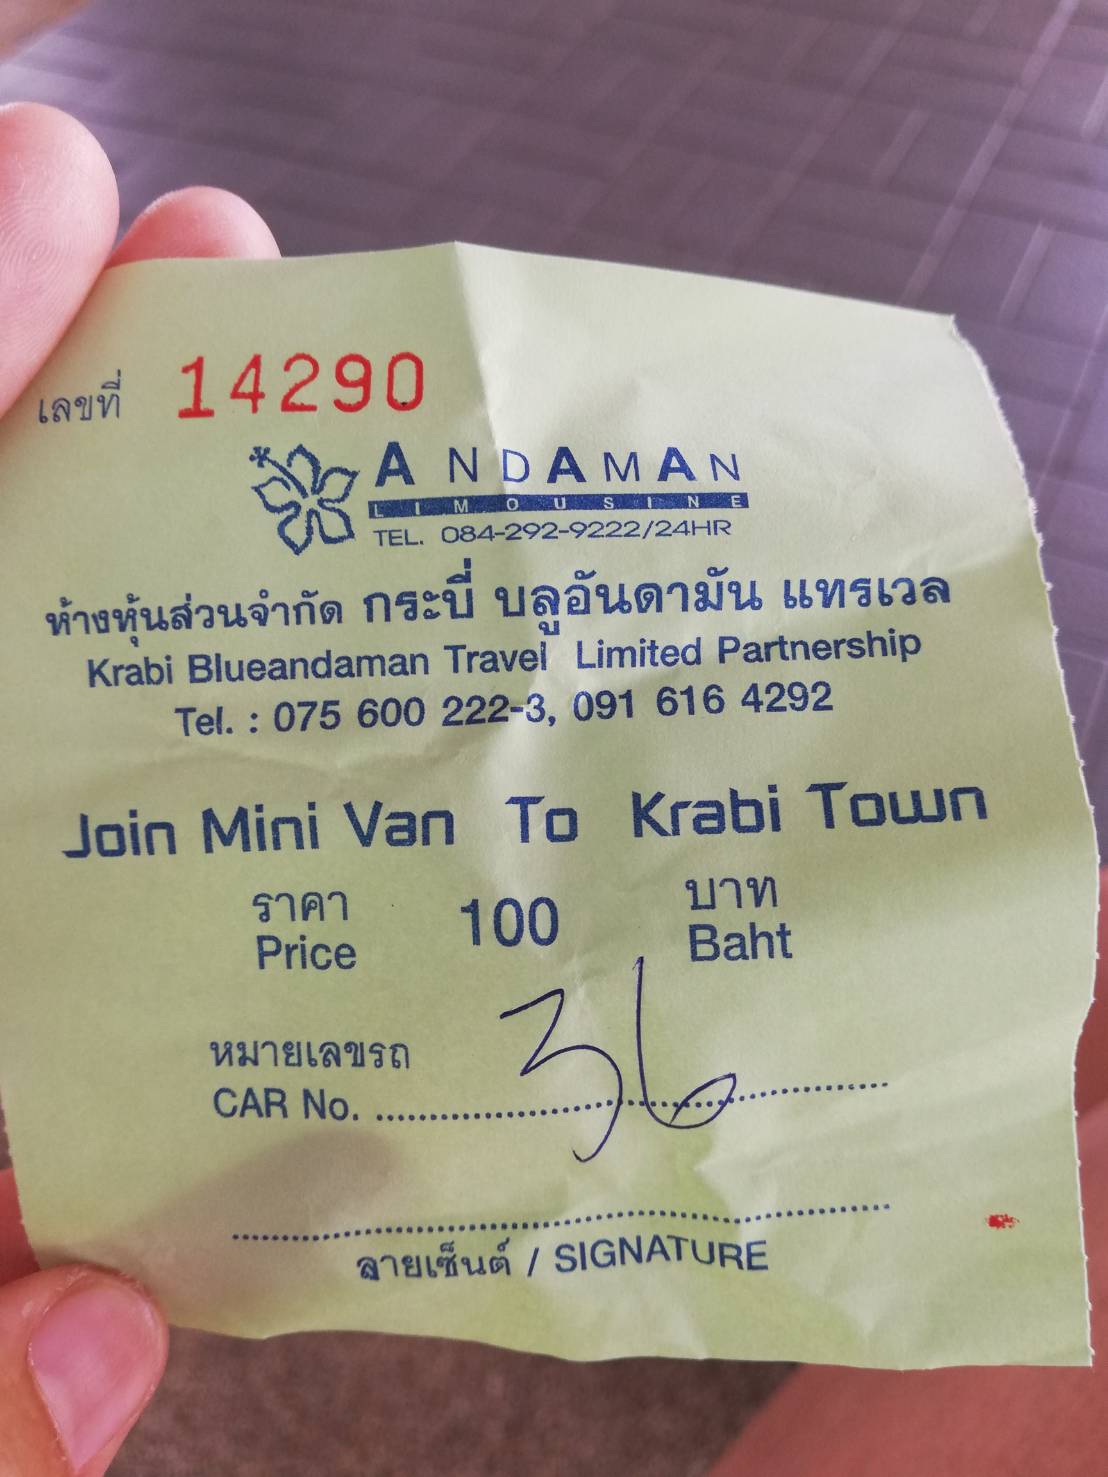 เลขที่ 14290
ANDAMAN
LIMOUSINE
TEL. 084-292-9222/24HR
ห้างหุ้นส่วนจำกัด กระบี่ บลูอันดามัน แทรเวล
Krabi Blueandaman Travel Limited Partnership
Tel. : 075 600 222-3, 091 616 4292
Join Mini Van To Krabi Town
ราคา 100 บาท
Price Baht
หมายเลขรถ
CAR No. 36
ลายเซ็นต์ / SIGNATURE